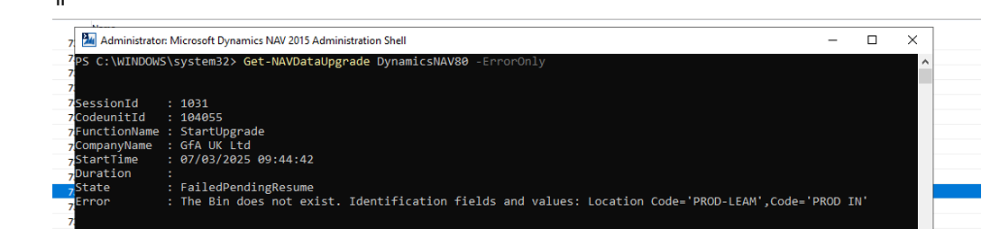 Administrator: Microsoft Dynamics NAV 2015 Administration Shell
PS C:\WINDOWS\system32> Get-NAVDataUpgrade DynamicsNAV80 -ErrorOnly
SessionId : 1031
CodeunitId : 104055
FunctionName : StartUpgrade
CompanyName : GfA UK Ltd
StartTime : 07/03/2025 09:44:42
Duration :
State : FailedPendingResume
Error : The Bin does not exist. Identification fields and values: Location Code='PROD-LEAM',Code='PROD IN'